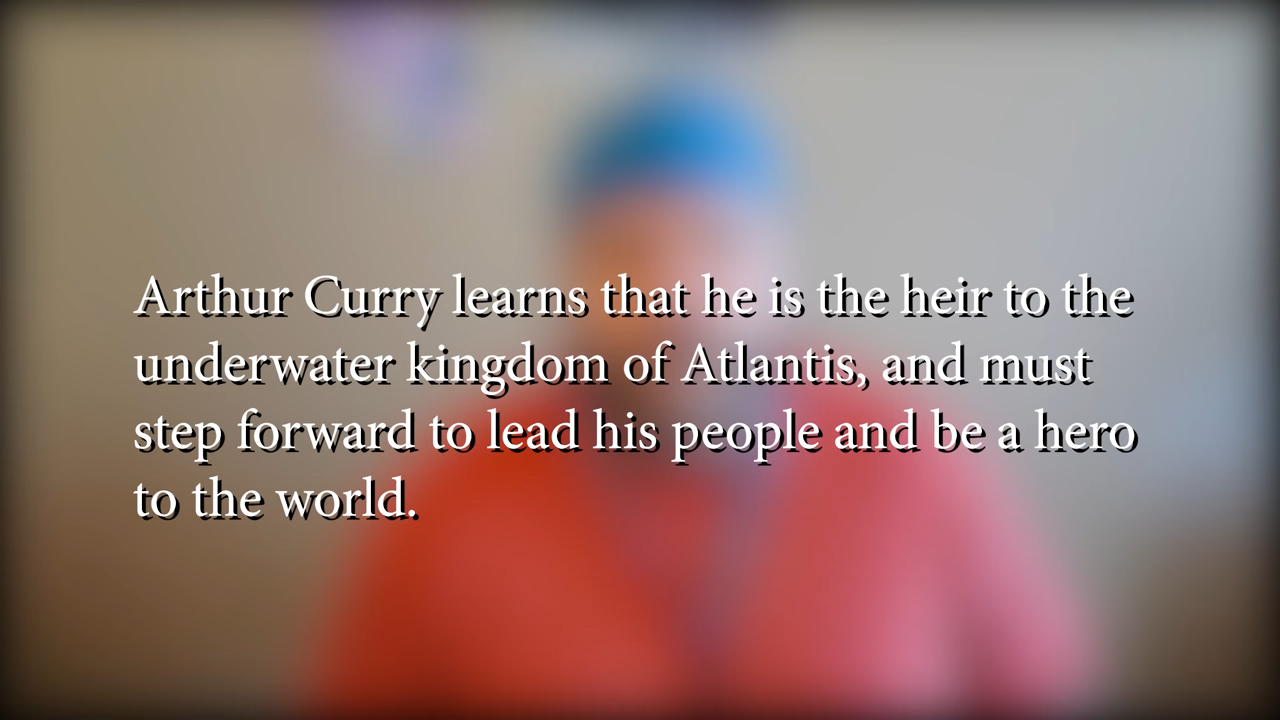 Arthur Curry learns that he is the heir to the
underwater kingdom of Atlantis, and must
step forward to lead his people and be a hero
to the world.